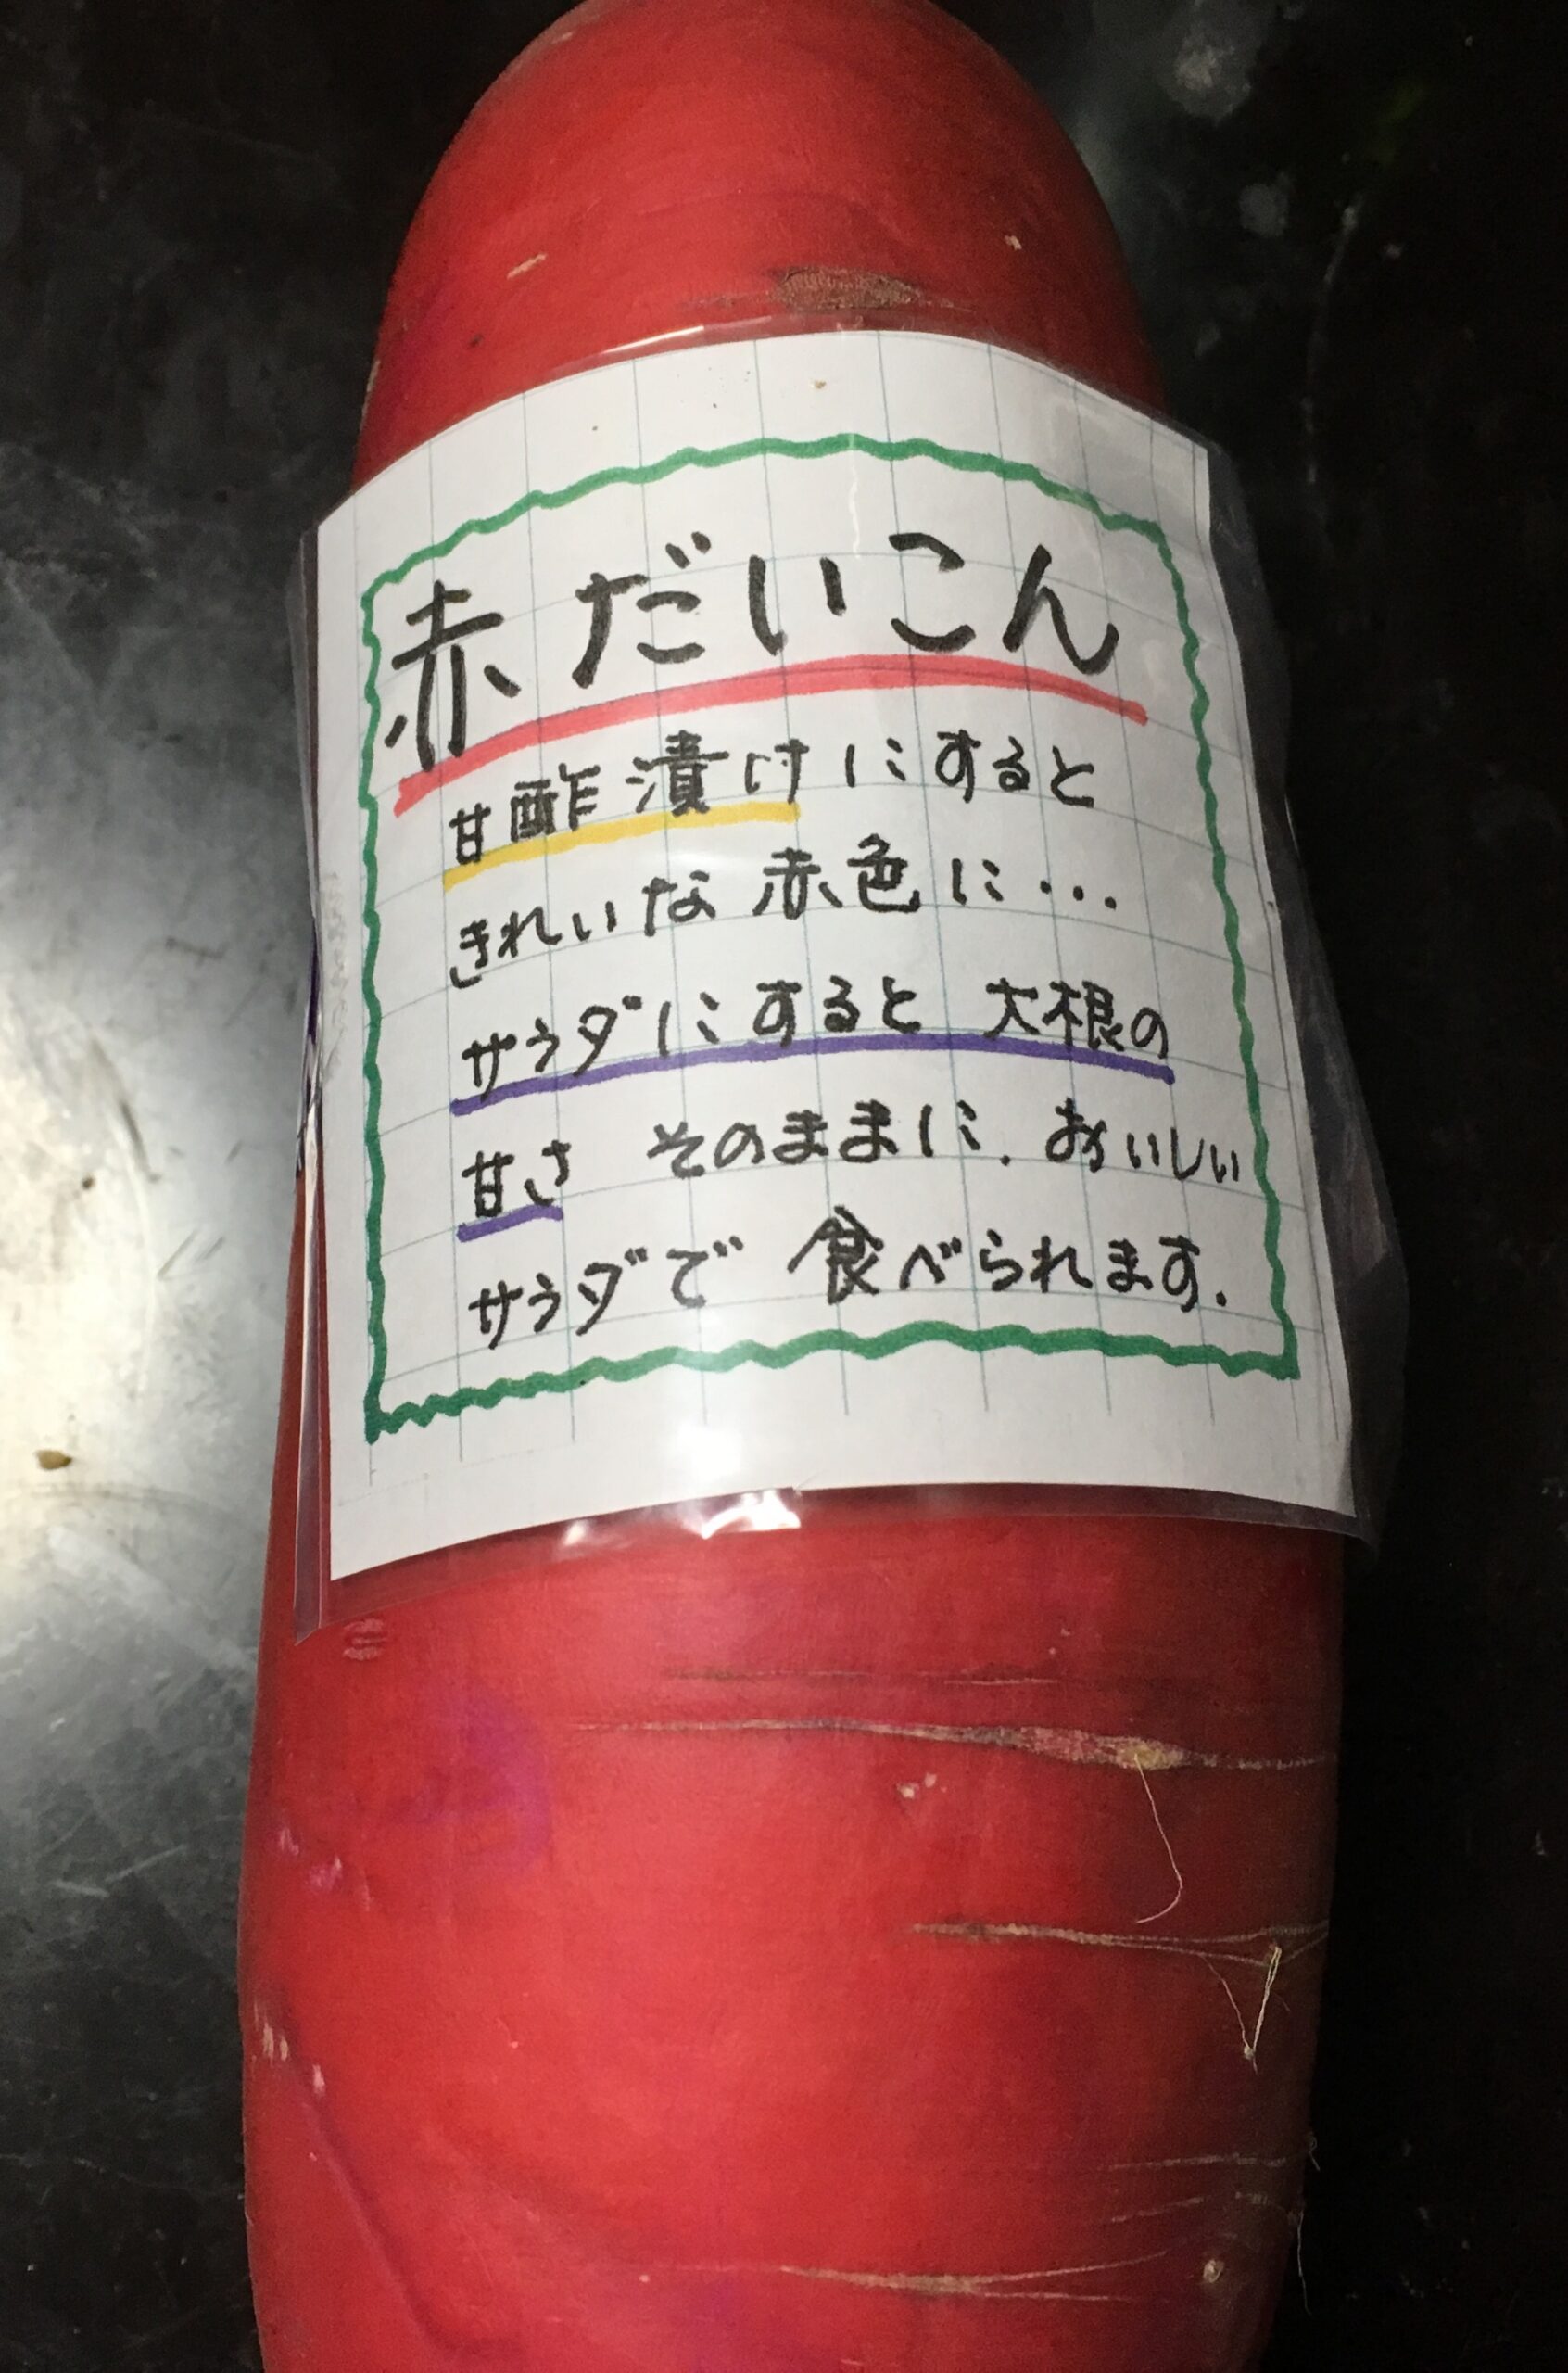 赤だいこん
甘酢漬けにすると
きれいな赤色に...
サラダにすると 大根の
甘さ そのままに. おいしい
サラダで 食べられます.